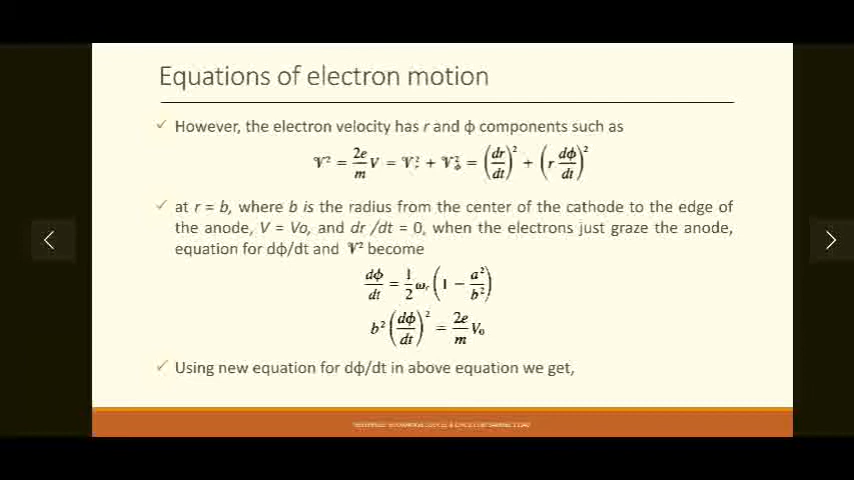 Equations of electron motion
✓ However, the electron velocity has r and ϕ components such as
𝒱² = 2e/m V = 𝒱r² + 𝒱ϕ² = (dr/dt)² + (r dϕ/dt)²
✓ at r = b, where b is the radius from the center of the cathode to the edge of
the anode, V = Vo, and dr /dt = 0, when the electrons just graze the anode,
equation for dϕ/dt and 𝒱² become
dϕ/dt = 1/2 ωr (1 − a²/b²)
b² (dϕ/dt)² = 2e/m V₀
✓ Using new equation for dϕ/dt in above equation we get,